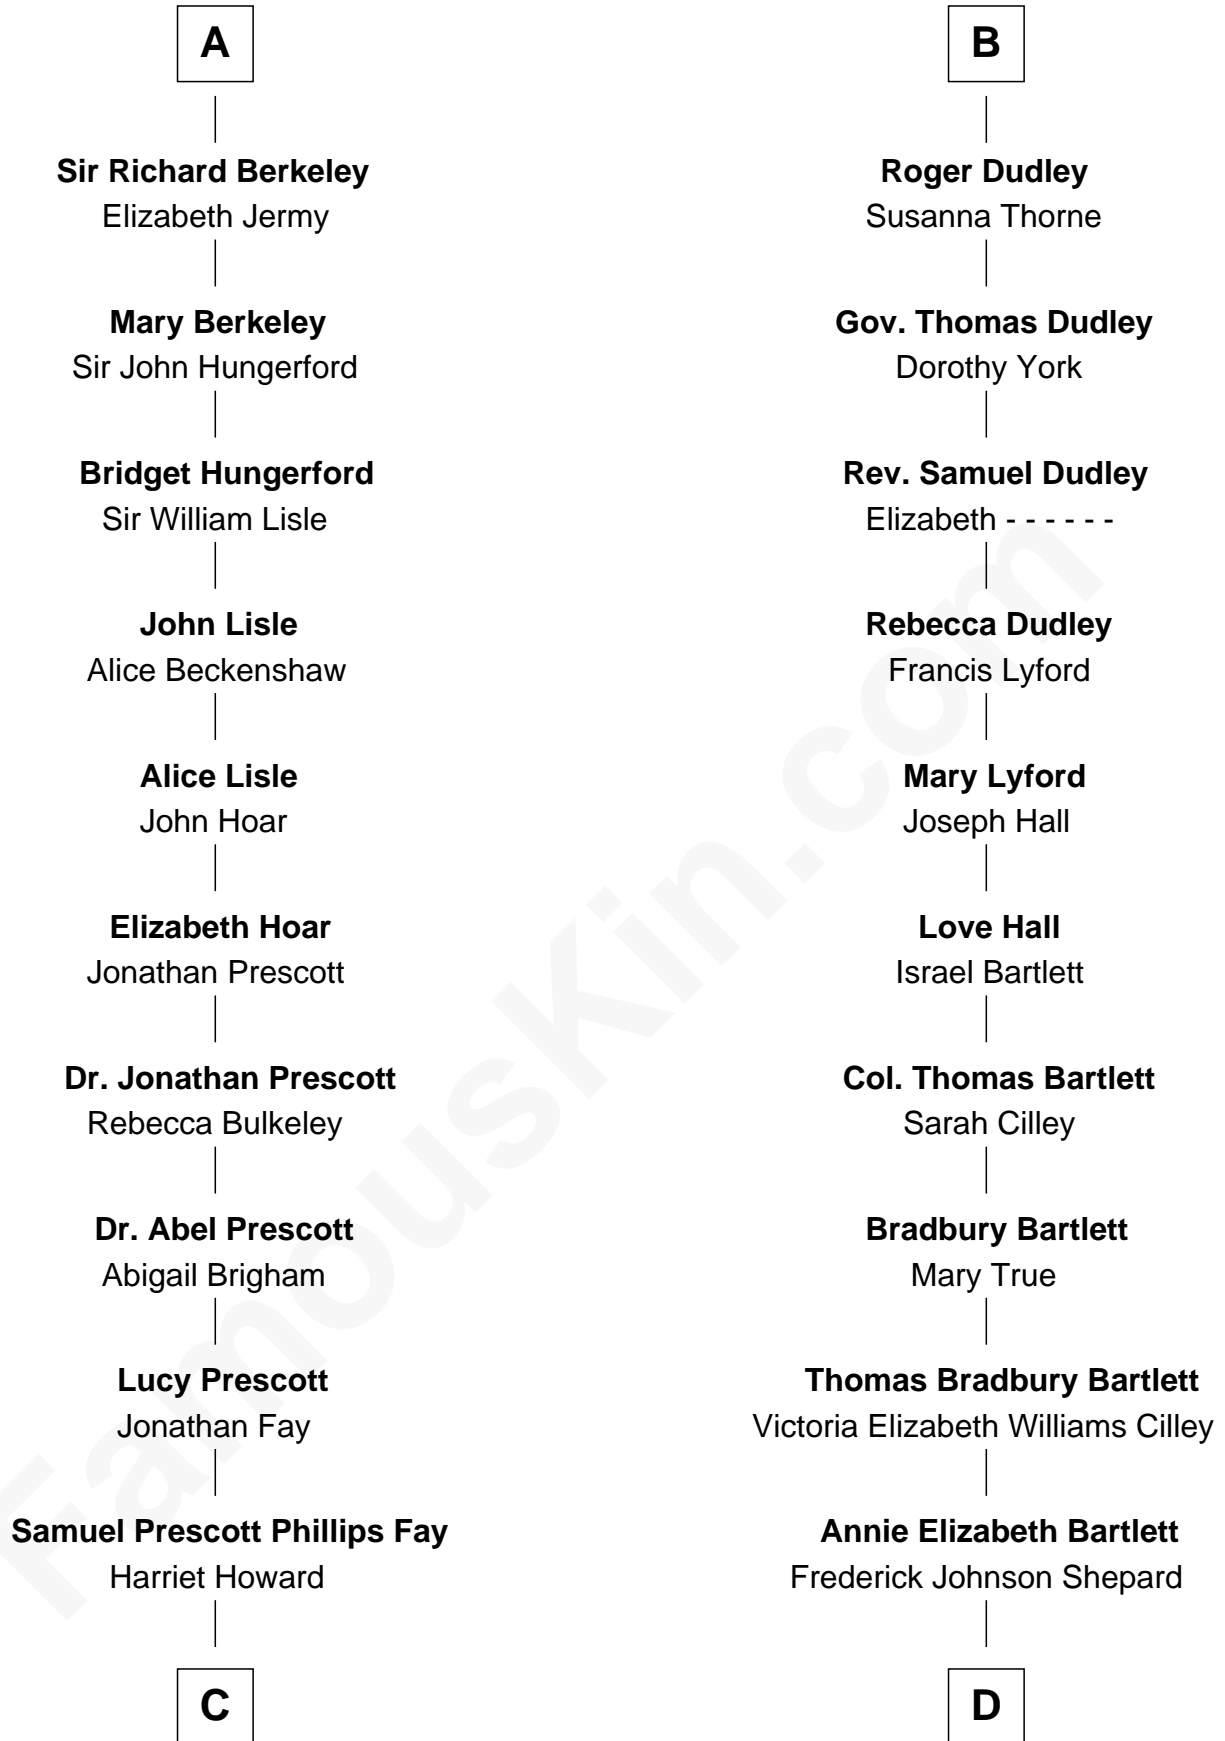 A
Sir Richard Berkeley
Elizabeth Jermy
Mary Berkeley
Sir John Hungerford
Bridget Hungerford
Sir William Lisle
John Lisle
Alice Beckenshaw
Alice Lisle
John Hoar
Elizabeth Hoar
Jonathan Prescott
Dr. Jonathan Prescott
Rebecca Bulkeley
Dr. Abel Prescott
Abigail Brigham
Lucy Prescott
Jonathan Fay
Samuel Prescott Phillips Fay
Harriet Howard
C
B
Roger Dudley
Susanna Thorne
Gov. Thomas Dudley
Dorothy York
Rev. Samuel Dudley
Elizabeth - - - - - -
Rebecca Dudley
Francis Lyford
Mary Lyford
Joseph Hall
Love Hall
Israel Bartlett
Col. Thomas Bartlett
Sarah Cilley
Bradbury Bartlett
Mary True
Thomas Bradbury Bartlett
Victoria Elizabeth Williams Cilley
Annie Elizabeth Bartlett
Frederick Johnson Shepard
D
FamousKin.com